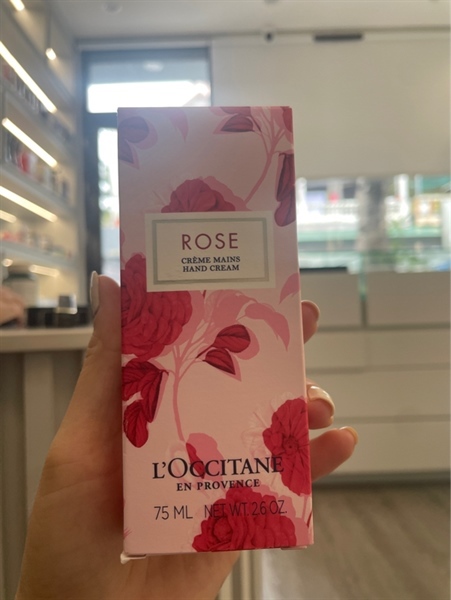 ROSE
CRÈME MAINS
HAND CREAM
L'OCCITANE
EN PROVENCE
75 ML NET WT. 2.6 OZ.